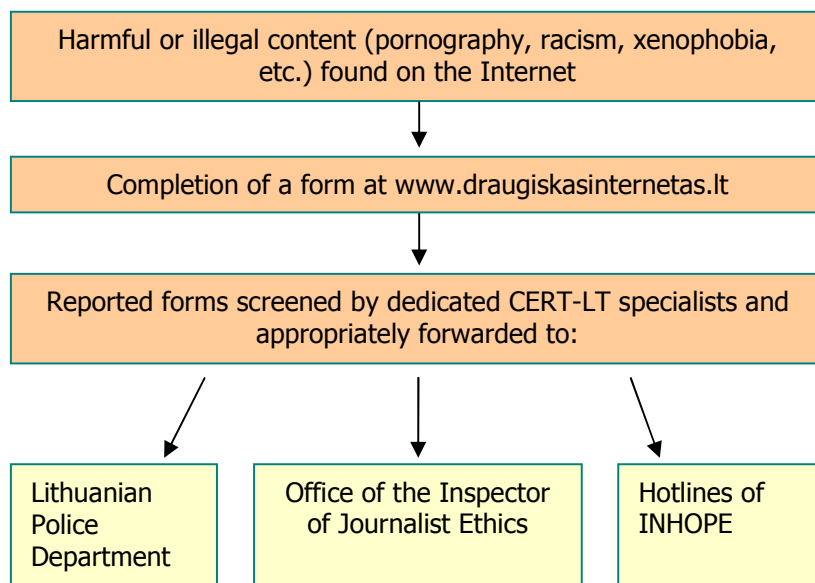 Harmful or illegal content (pornography, racism, xenophobia,
etc.) found on the Internet
Completion of a form at www.draugiskasinternetas.lt
Reported forms screened by dedicated CERT-LT specialists and
appropriately forwarded to:
Lithuanian
Police
Department
Office of the Inspector
of Journalist Ethics
Hotlines of
INHOPE